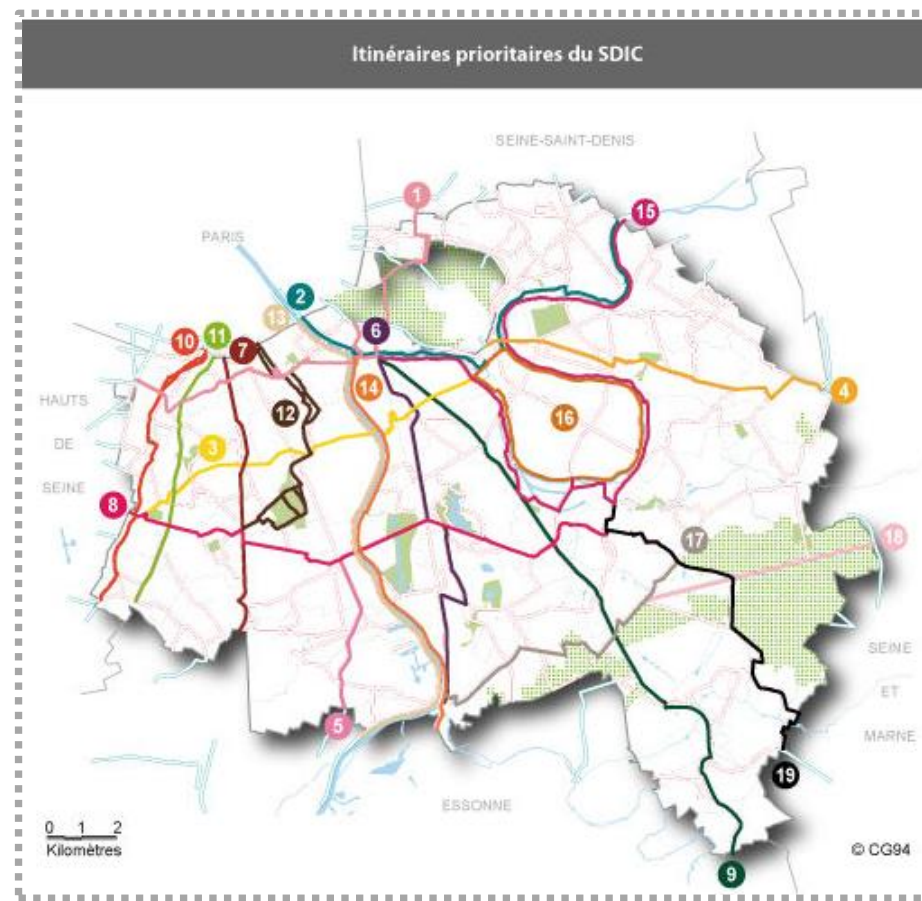 Itinéraires prioritaires du SDIC
SEINE-SAINT-DENIS
1
15
PARIS
2
13
6
10
11
7
14
4
HAUTS
DE
SEINE
12
16
3
8
17
18
SEINE
ET
MARNE
5
19
ESSONNE
0 1 2
Kilomètres
© CG94
9